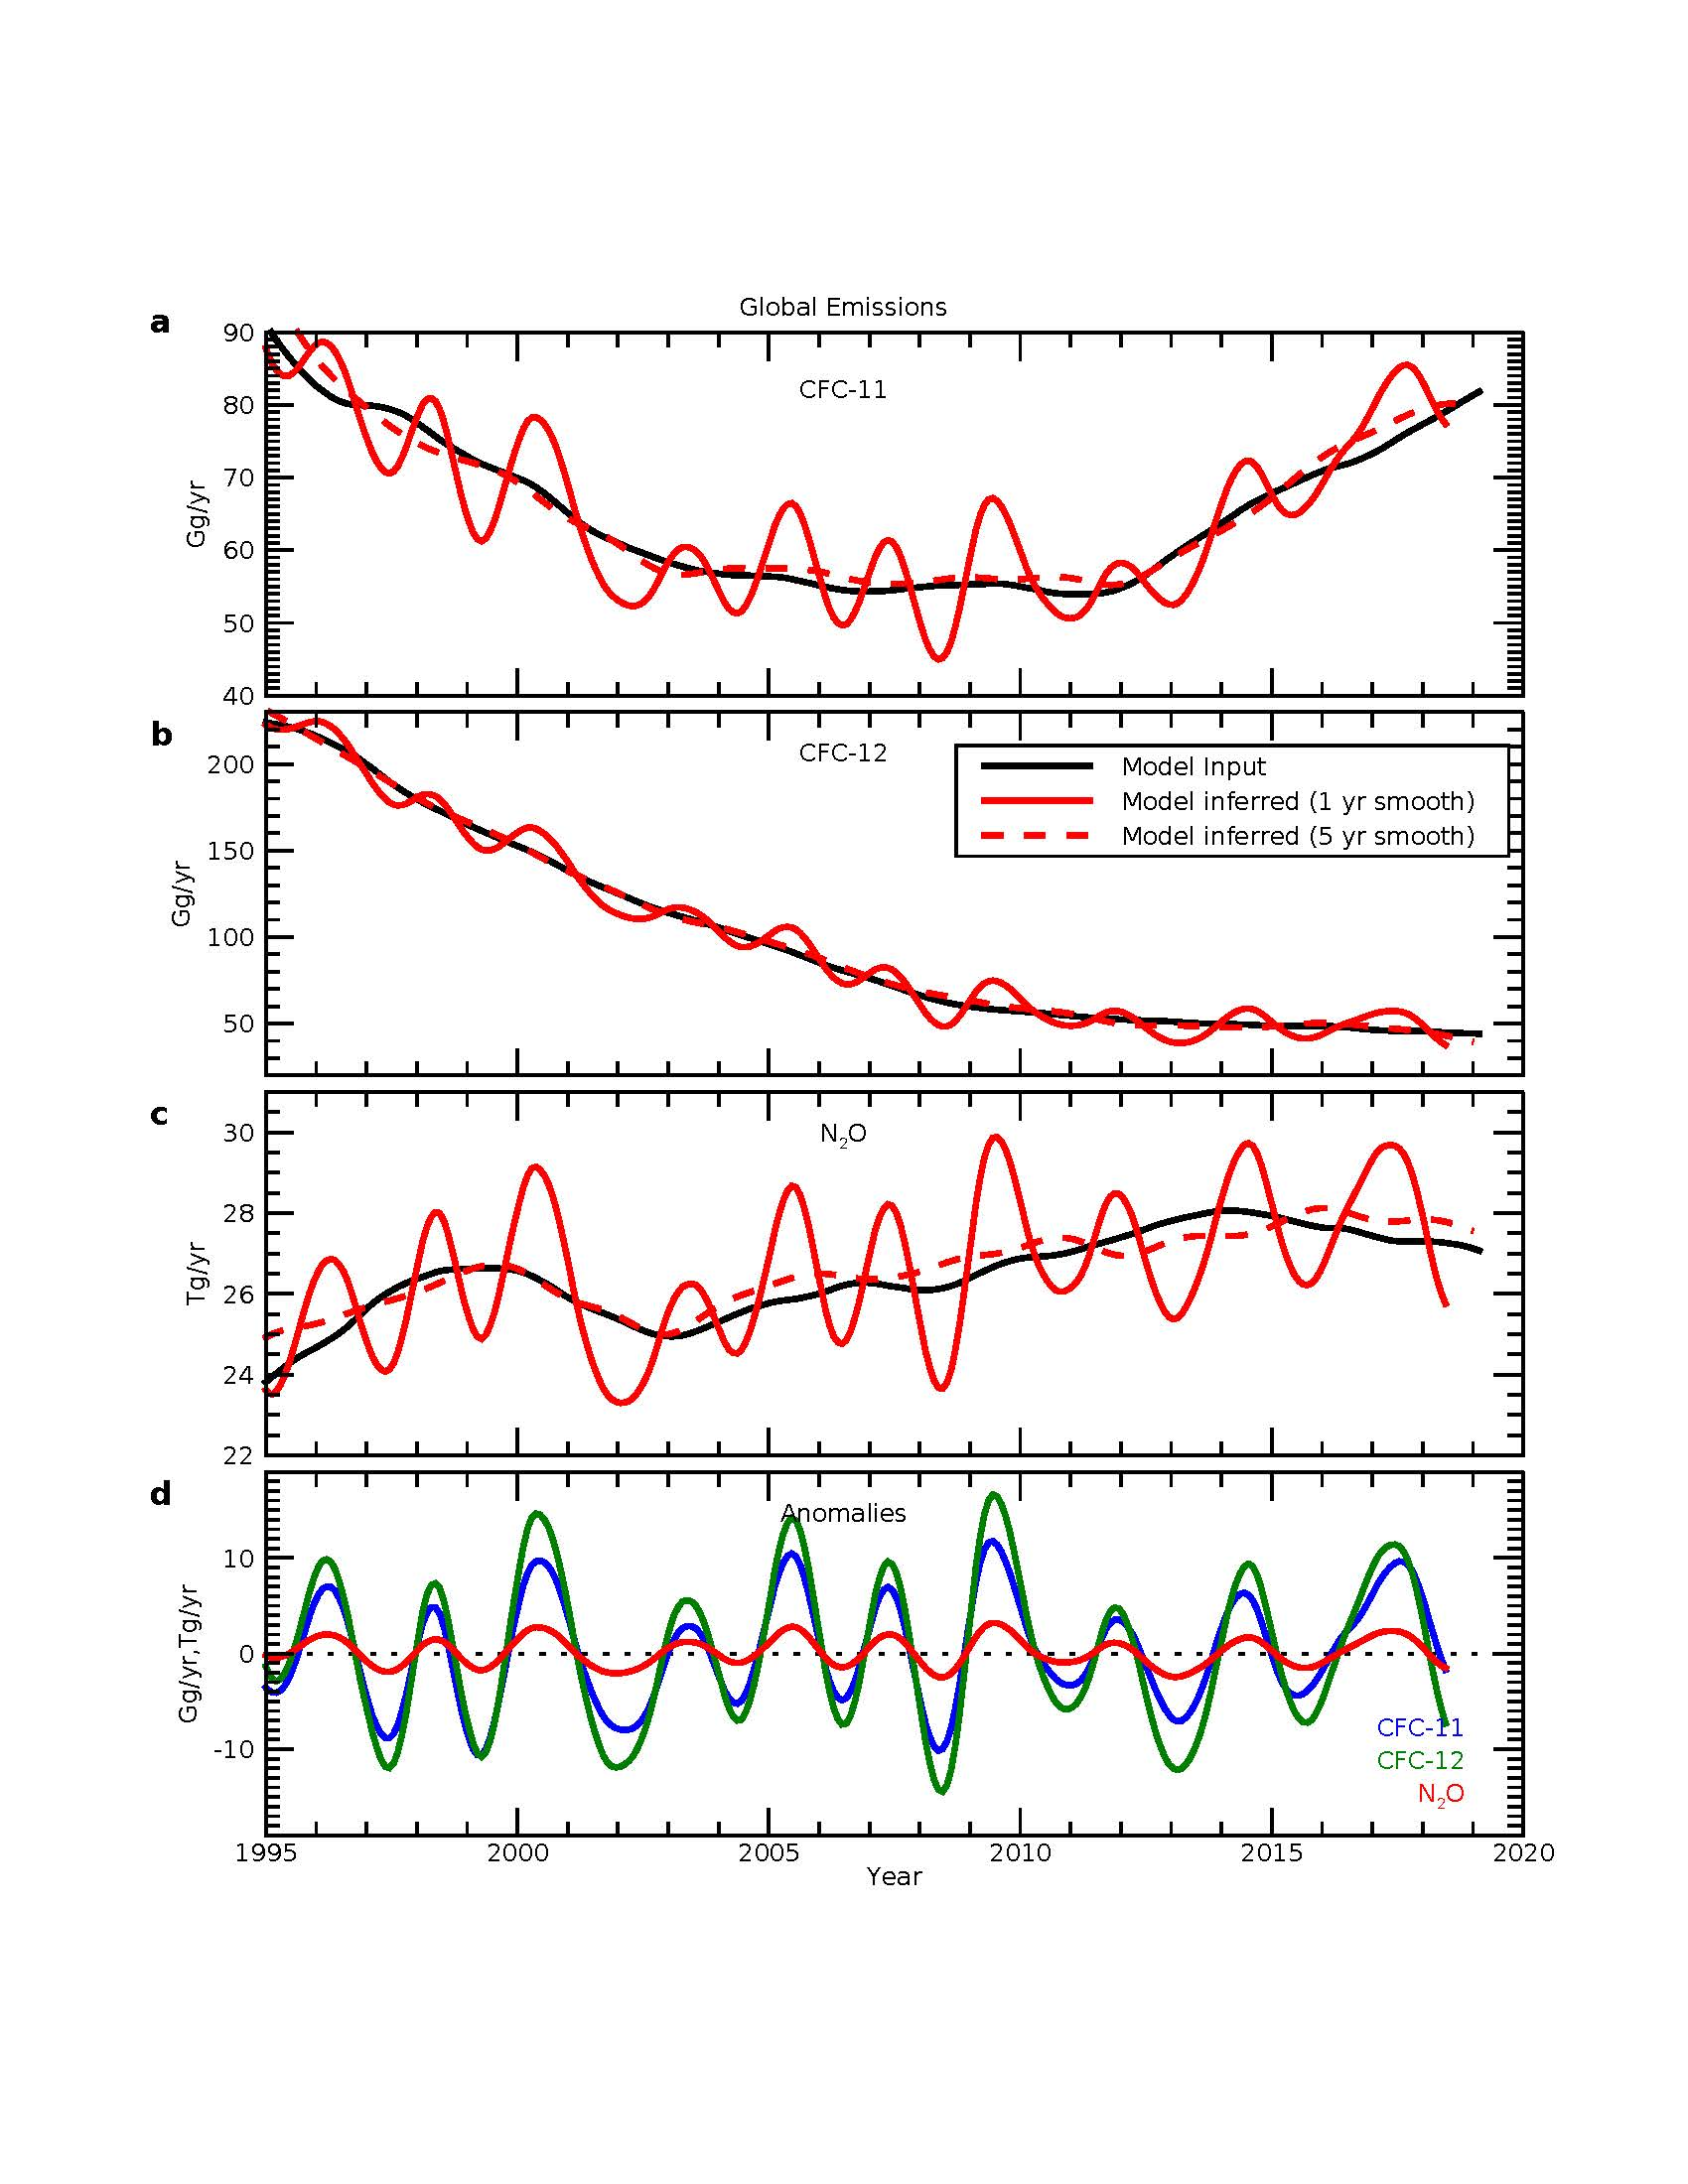 Global Emissions
a
90
80
70
60
50
40
Gg/yr
CFC-11
b
200
150
100
50
Gg/yr
CFC-12
Model Input
Model inferred (1 yr smooth)
Model inferred (5 yr smooth)
c
30
28
26
24
22
Tg/yr
N₂O
d
10
0
-10
Gg/yr,Tg/yr
Anomalies
CFC-11
CFC-12
N₂O
1995 2000 2005 2010 2015 2020
Year